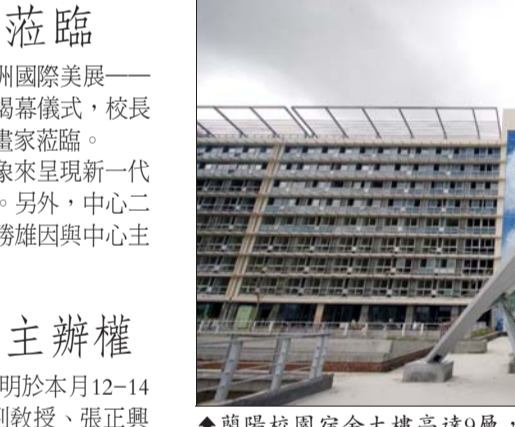 蒞臨
州國際美展——
揭幕儀式，校長
畫家蒞臨。
象來呈現新一代
。另外，中心二
勝雄因與中心主
主辦權
明於本月12-14
副教授、張正興
◆蘭陽校園宿舍大樓高達9層，